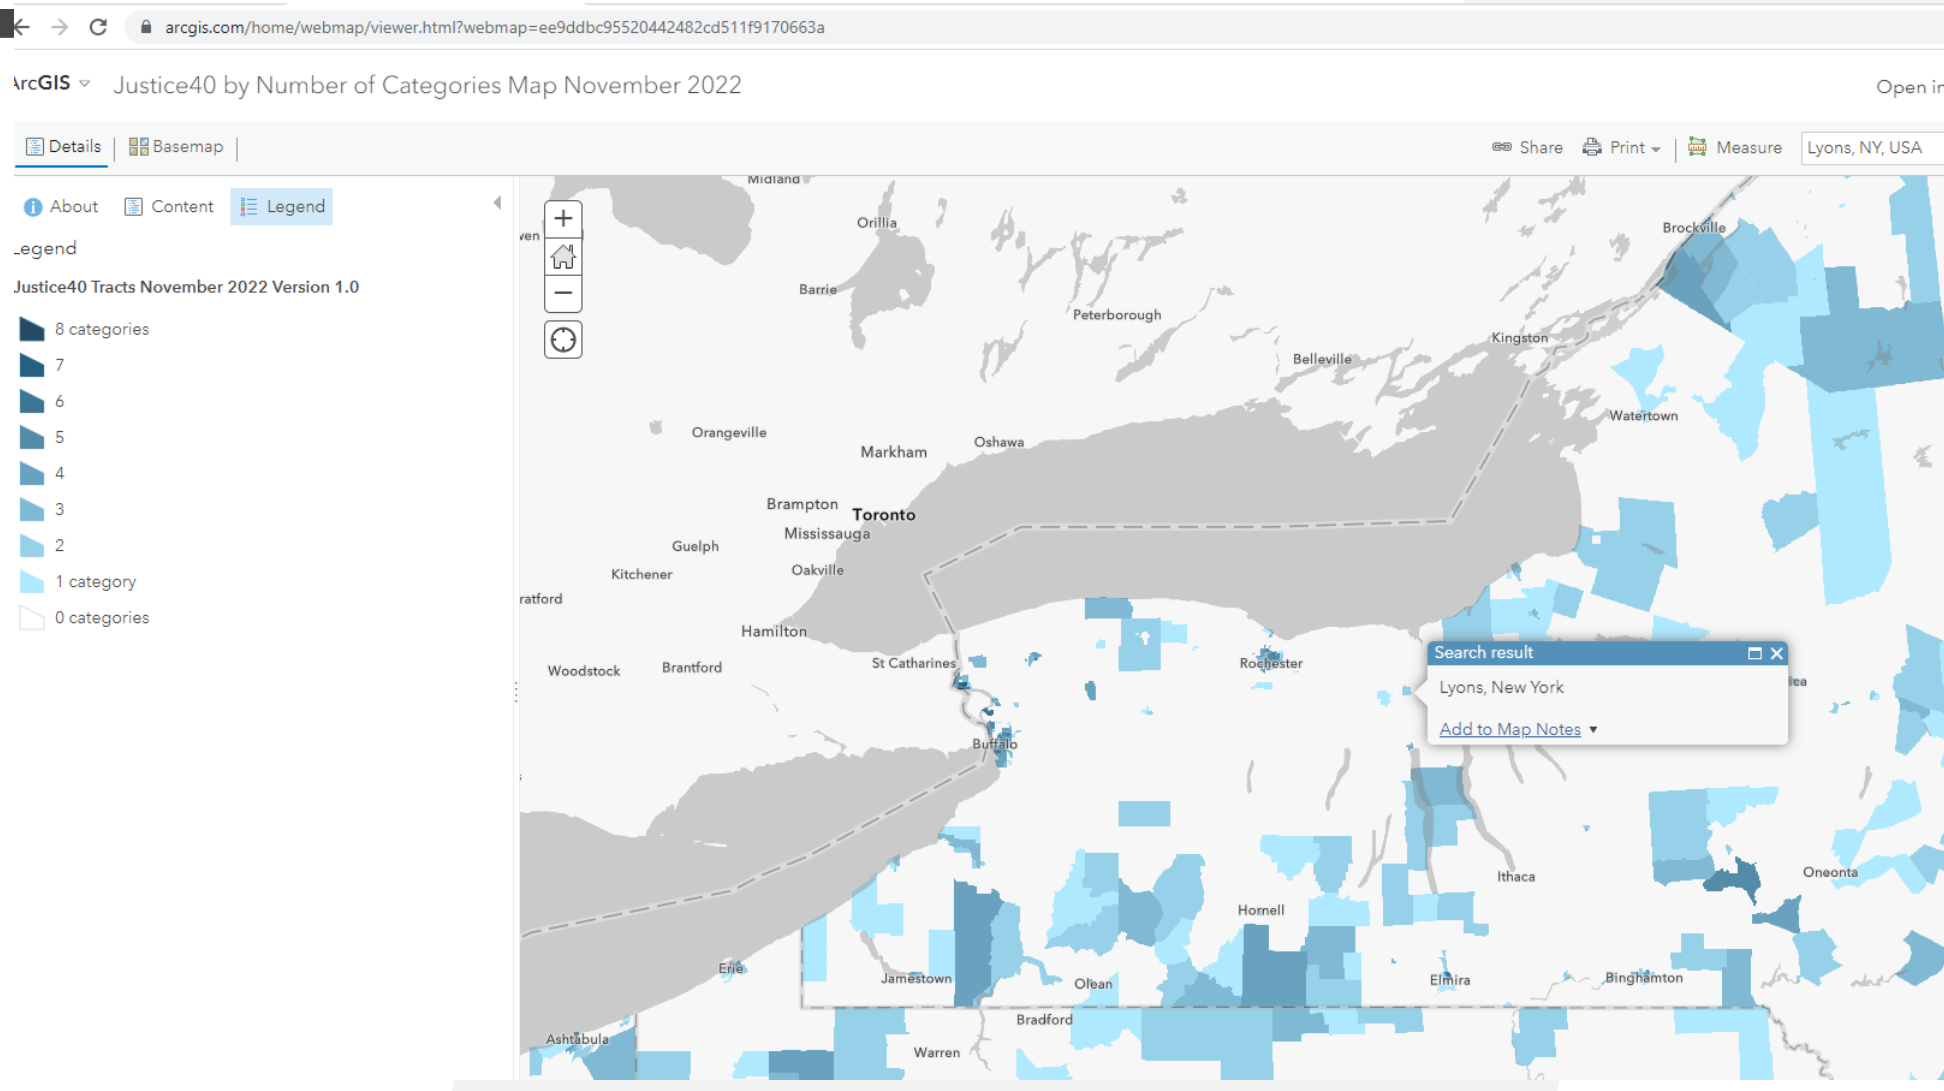 arcgis.com/home/webmap/viewer.html?webmap=ee9ddbc95520442482cd511f9170663a
ArcGIS
Justice40 by Number of Categories Map November 2022
Open in
Details
Basemap
Share
Print
Measure
Lyons, NY, USA
About
Content
Legend
Legend
Justice40 Tracts November 2022 Version 1.0
8 categories
7
6
5
4
3
2
1 category
0 categories
Midland
Orillia
ven
Brockville
Barrie
Peterborough
Kingston
Belleville
Watertown
Orangeville
Oshawa
Markham
Brampton
Toronto
Mississauga
Guelph
Oakville
Kitchener
ratford
Hamilton
St Catharines
Brantford
Woodstock
Rochester
Search result
Lyons, New York
Add to Map Notes
lea
Buffalo
Ithaca
Oneonta
Hornell
Erie
Jamestown
Olean
Elmira
Binghamton
Bradford
Ashtabula
Warren